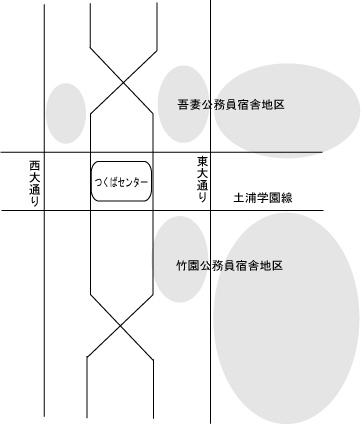 吾妻公務員宿舎地区
西大通り
つくばセンター
東大通り
土浦学園線
竹園公務員宿舎地区